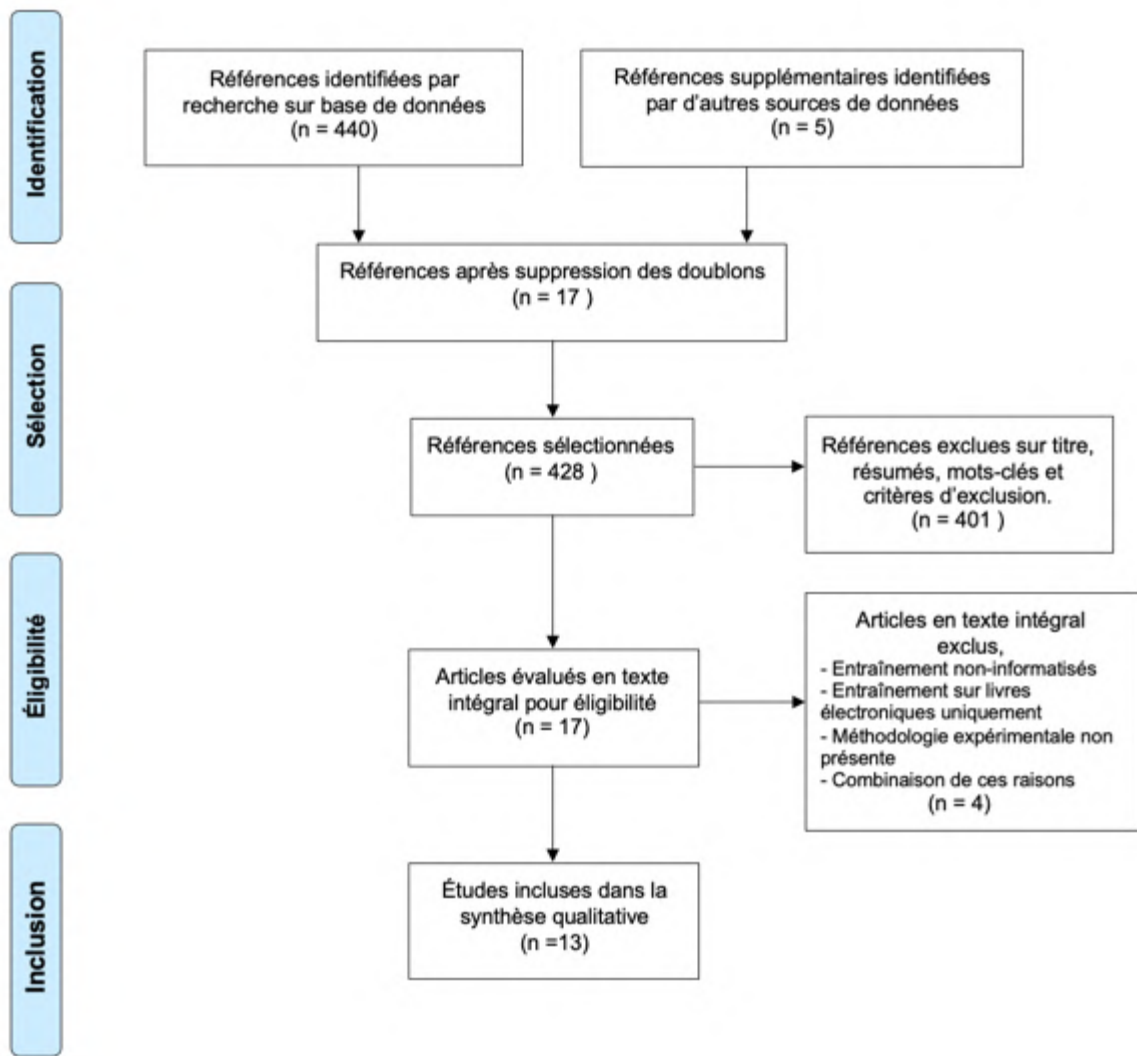 Identification
Références identifiées par
recherche sur base de données
(n = 440)
Références supplémentaires identifiées
par d'autres sources de données
(n = 5)
Références après suppression des doublons
(n = 17 )
Sélection
Références sélectionnées
(n = 428 )
Références exclues sur titre,
résumés, mots-clés et
critères d'exclusion.
(n = 401 )
Éligibilité
Articles évalués en texte
intégral pour éligibilité
(n = 17)
Articles en texte intégral
exclus,
- Entraînement non-informatisés
- Entraînement sur livres
électroniques uniquement
- Méthodologie expérimentale non
présente
- Combinaison de ces raisons
(n = 4)
Inclusion
Études incluses dans la
synthèse qualitative
(n =13)